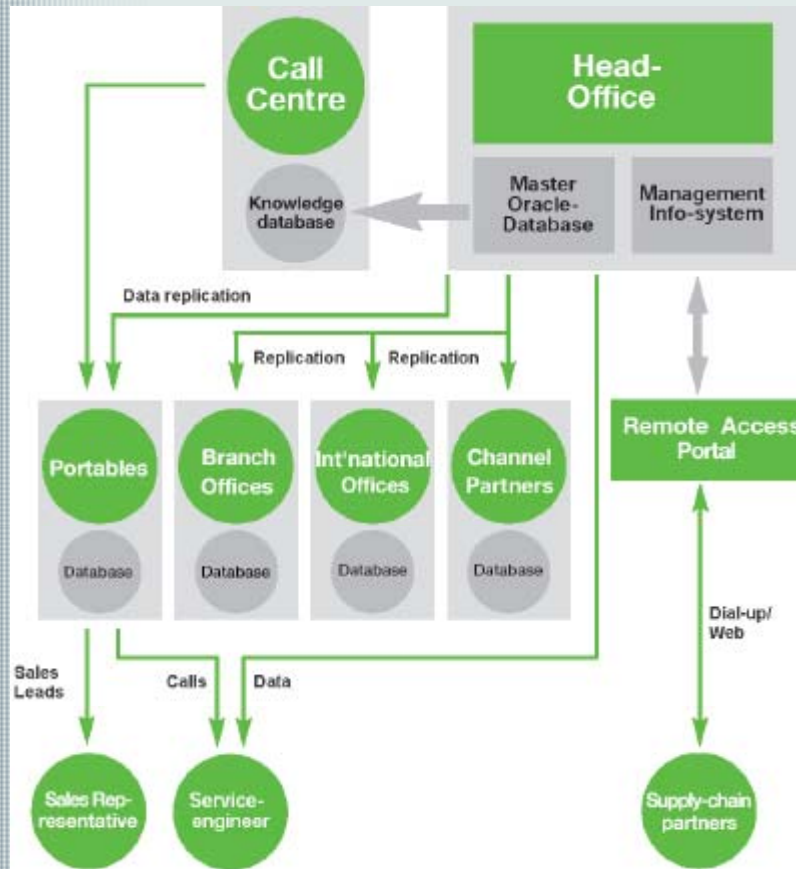 Call
Centre
Head-
Office
Knowledge
database
Master
Oracle-
Database
Management
Info-system
Data replication
Replication
Replication
Portables
Branch
Offices
Int'national
Offices
Channel
Partners
Remote Access
Portal
Database
Database
Database
Database
Dial-up/
Web
Sales
Leads
Calls
Data
Sales Rep-
resentative
Service-
engineer
Supply-chain
partners